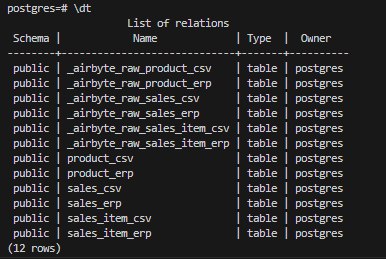 postgres=# \dt
List of relations
Schema | Name | Type | Owner
--------+-----------------------------+-------+----------
public | _airbyte_raw_product_csv | table | postgres
public | _airbyte_raw_product_erp | table | postgres
public | _airbyte_raw_sales_csv | table | postgres
public | _airbyte_raw_sales_erp | table | postgres
public | _airbyte_raw_sales_item_csv | table | postgres
public | _airbyte_raw_sales_item_erp | table | postgres
public | product_csv | table | postgres
public | product_erp | table | postgres
public | sales_csv | table | postgres
public | sales_erp | table | postgres
public | sales_item_csv | table | postgres
public | sales_item_erp | table | postgres
(12 rows)